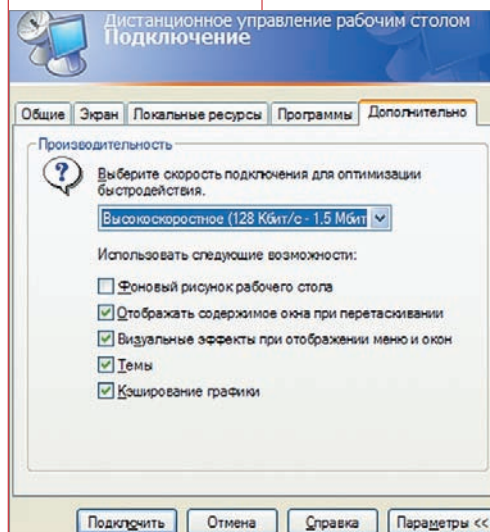 Дистанционное управление рабочим столом
Подключение
Общие Экран Локальные ресурсы Программы Дополнительно
Производительность
Выберите скорость подключения для оптимизации
быстродействия.
Высокоскоростное (128 Кбит/с - 1.5 Мбит
Использовать следующие возможности:
Фоновый рисунок рабочего стола
Отображать содержимое окна при перетаскивании
Визуальные эффекты при отображении меню и окон
Темы
Кэширование графики
Подключить Отмена Справка Параметры <<